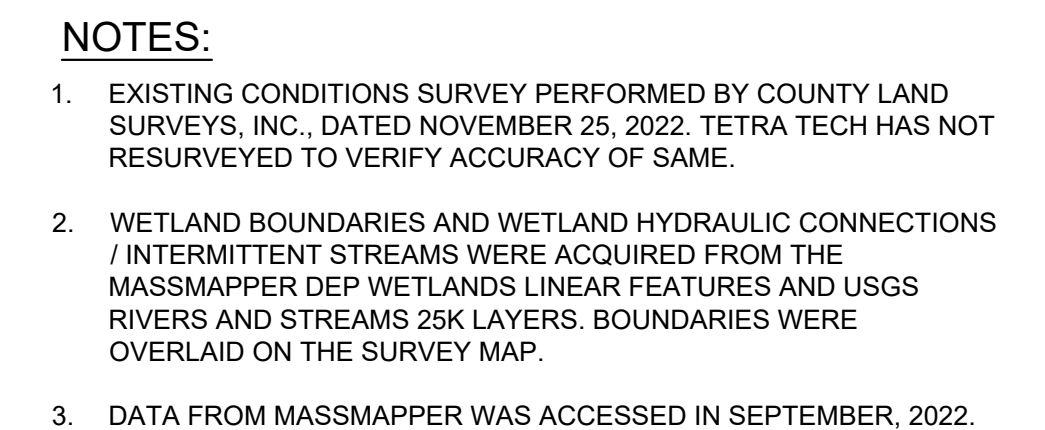 NOTES:
1. EXISTING CONDITIONS SURVEY PERFORMED BY COUNTY LAND
SURVEYS, INC., DATED NOVEMBER 25, 2022. TETRA TECH HAS NOT
RESURVEYED TO VERIFY ACCURACY OF SAME.
2. WETLAND BOUNDARIES AND WETLAND HYDRAULIC CONNECTIONS
/ INTERMITTENT STREAMS WERE ACQUIRED FROM THE
MASSMAPPER DEP WETLANDS LINEAR FEATURES AND USGS
RIVERS AND STREAMS 25K LAYERS. BOUNDARIES WERE
OVERLAID ON THE SURVEY MAP.
3. DATA FROM MASSMAPPER WAS ACCESSED IN SEPTEMBER, 2022.